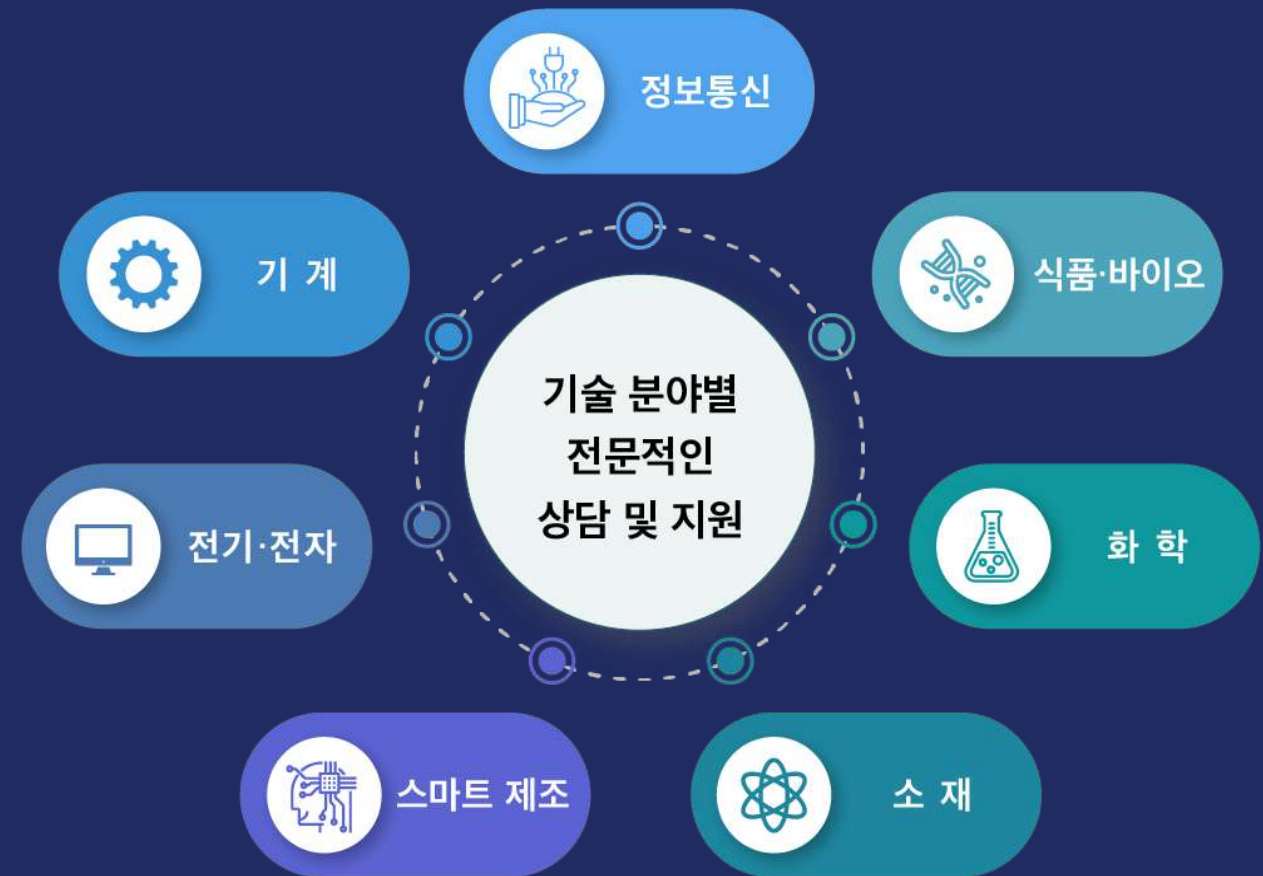 정보통신
기 계
식품·바이오
기술 분야별
전문적인
상담 및 지원
전기·전자
화 학
스마트 제조
소 재